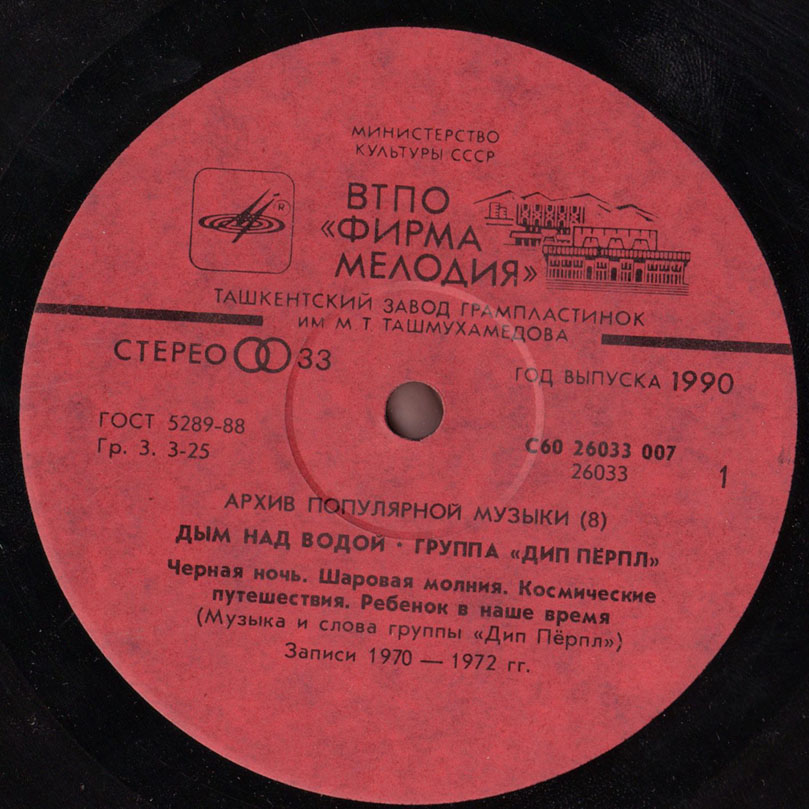 МИНИСТЕРСТВО
КУЛЬТУРЫ СССР
ВТПО
«ФИРМА
МЕЛОДИЯ»
ТАШКЕНТСКИЙ ЗАВОД ГРАМПЛАСТИНОК
ИМ М Т ТАШМУХАМЕДОВА
СТЕРЕО 33
ГОД ВЫПУСКА 1990
ГОСТ 5289-88
Гр. 3. 3-25
С60 26033 007
26033
1
АРХИВ ПОПУЛЯРНОЙ МУЗЫКИ (8)
ДЫМ НАД ВОДОЙ · ГРУППА «ДИП ПЁРПЛ»
Черная ночь. Шаровая молния. Космические
путешествия. Ребенок в наше время
(Музыка и слова группы «Дип Пёрпл»)
Записи 1970 — 1972 гг.